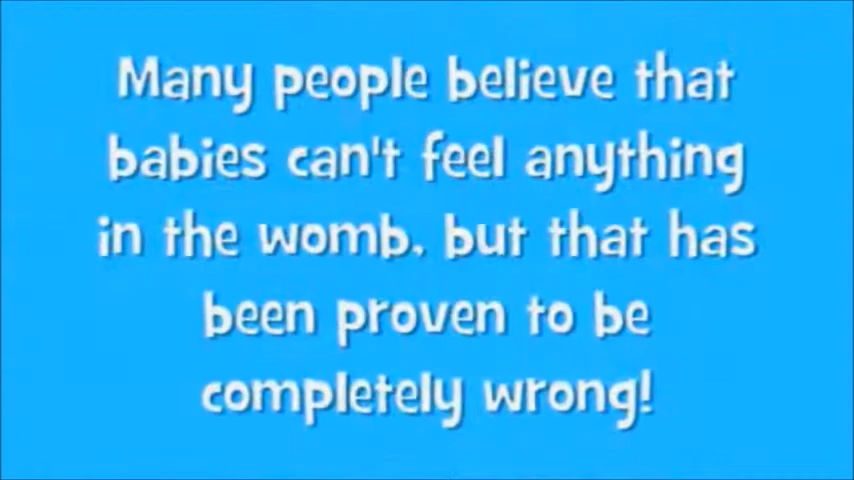 Many people believe that
babies can't feel anything
in the womb, but that has
been proven to be
completely wrong!